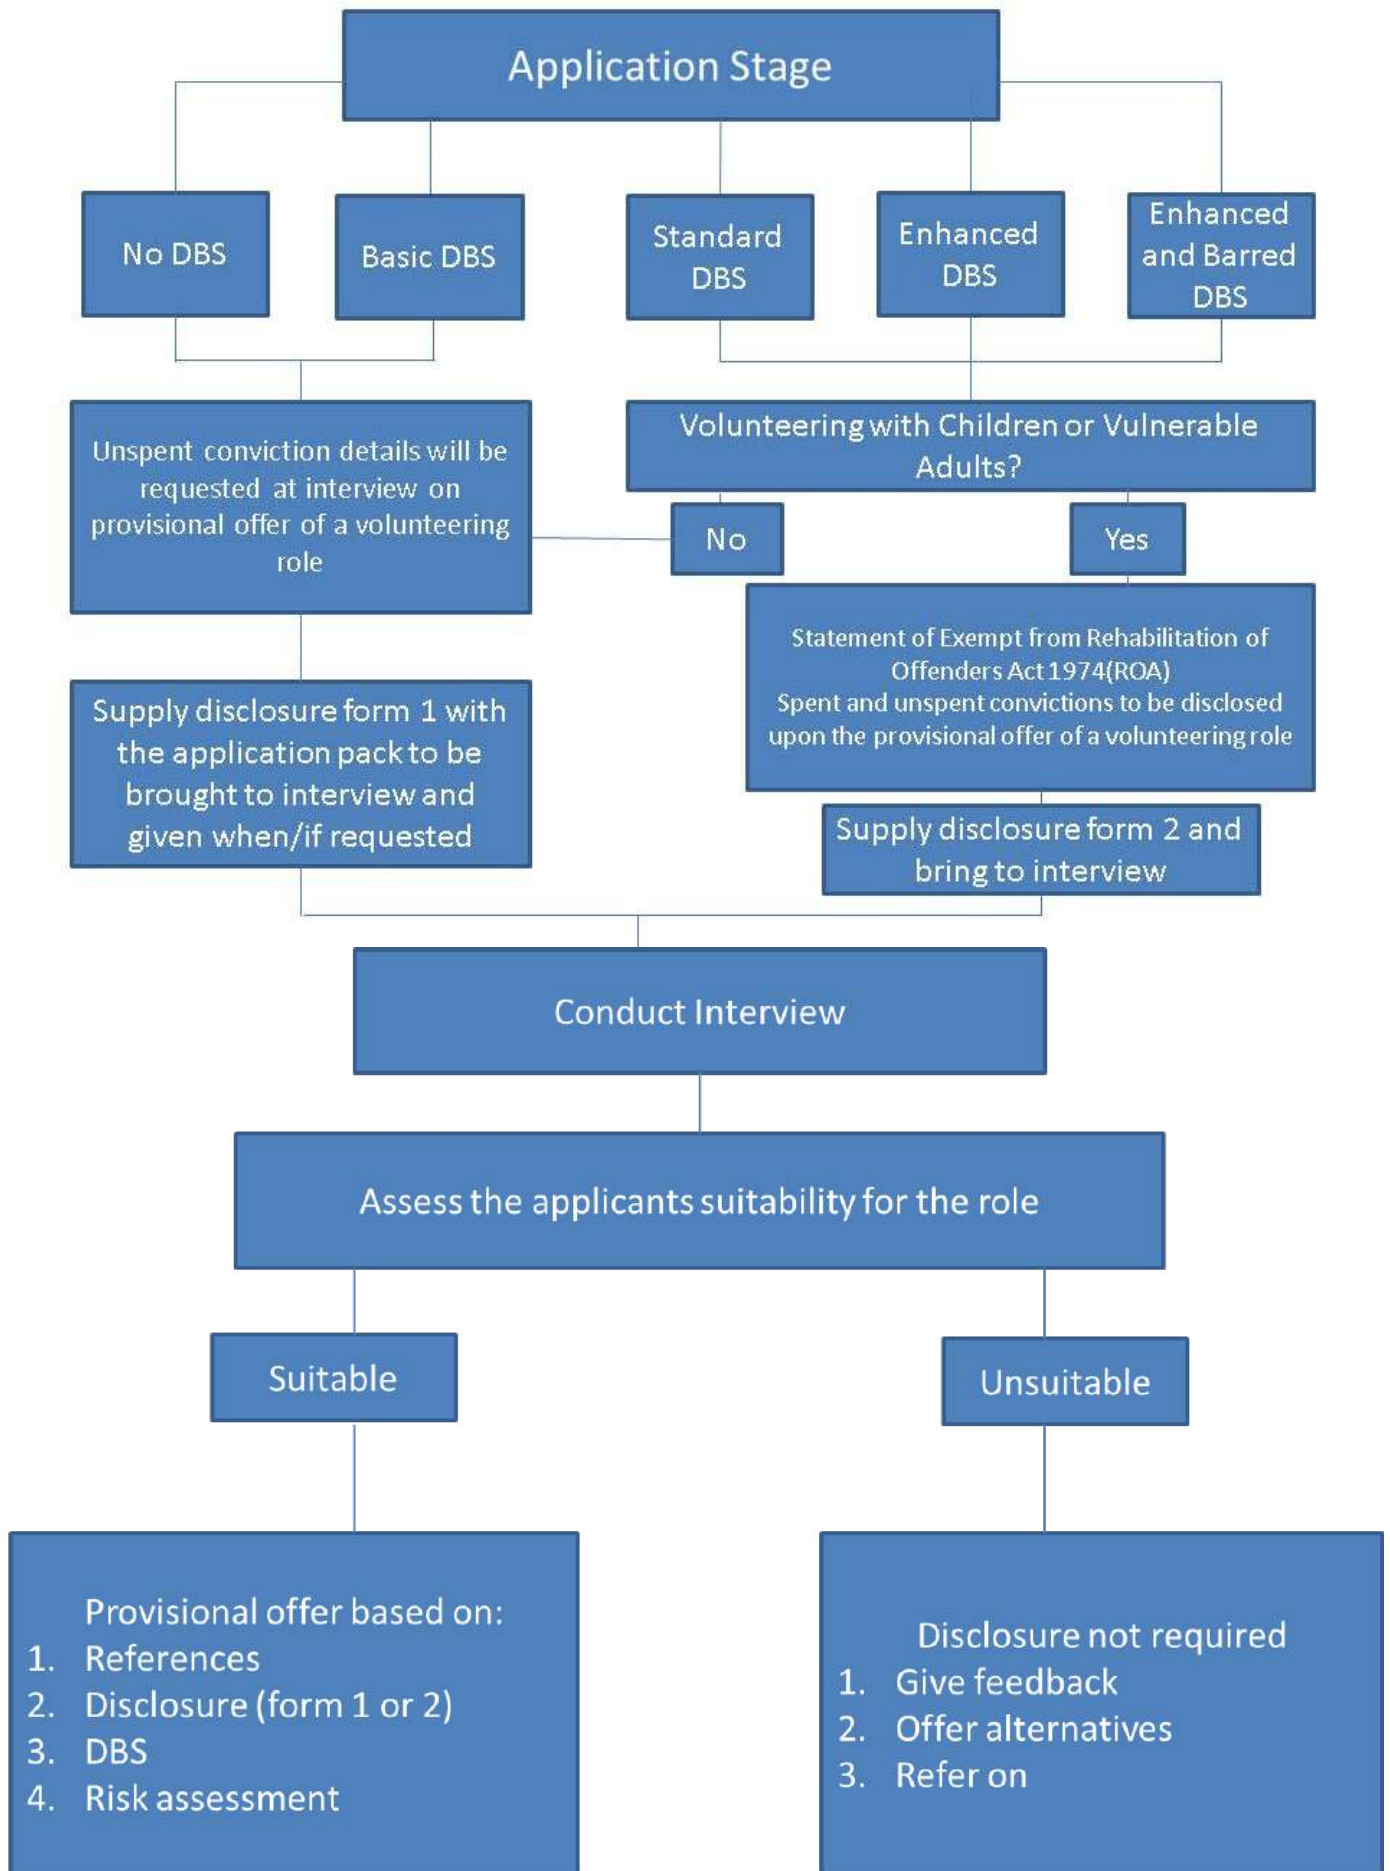 Application Stage
No DBS
Basic DBS
Standard
DBS
Enhanced
DBS
Enhanced
and Barred
DBS
Unspent conviction details will be
requested at interview on
provisional offer of a volunteering
role
Volunteering with Children or Vulnerable
Adults?
No
Yes
Statement of Exempt from Rehabilitation of
Offenders Act 1974(ROA)
Spent and unspent convictions to be disclosed
upon the provisional offer of a volunteering role
Supply disclosure form 1 with
the application pack to be
brought to interview and
given when/if requested
Supply disclosure form 2 and
bring to interview
Conduct Interview
Assess the applicants suitability for the role
Suitable
Unsuitable
Provisional offer based on:
1. References
2. Disclosure (form 1 or 2)
3. DBS
4. Risk assessment
Disclosure not required
1. Give feedback
2. Offer alternatives
3. Refer on